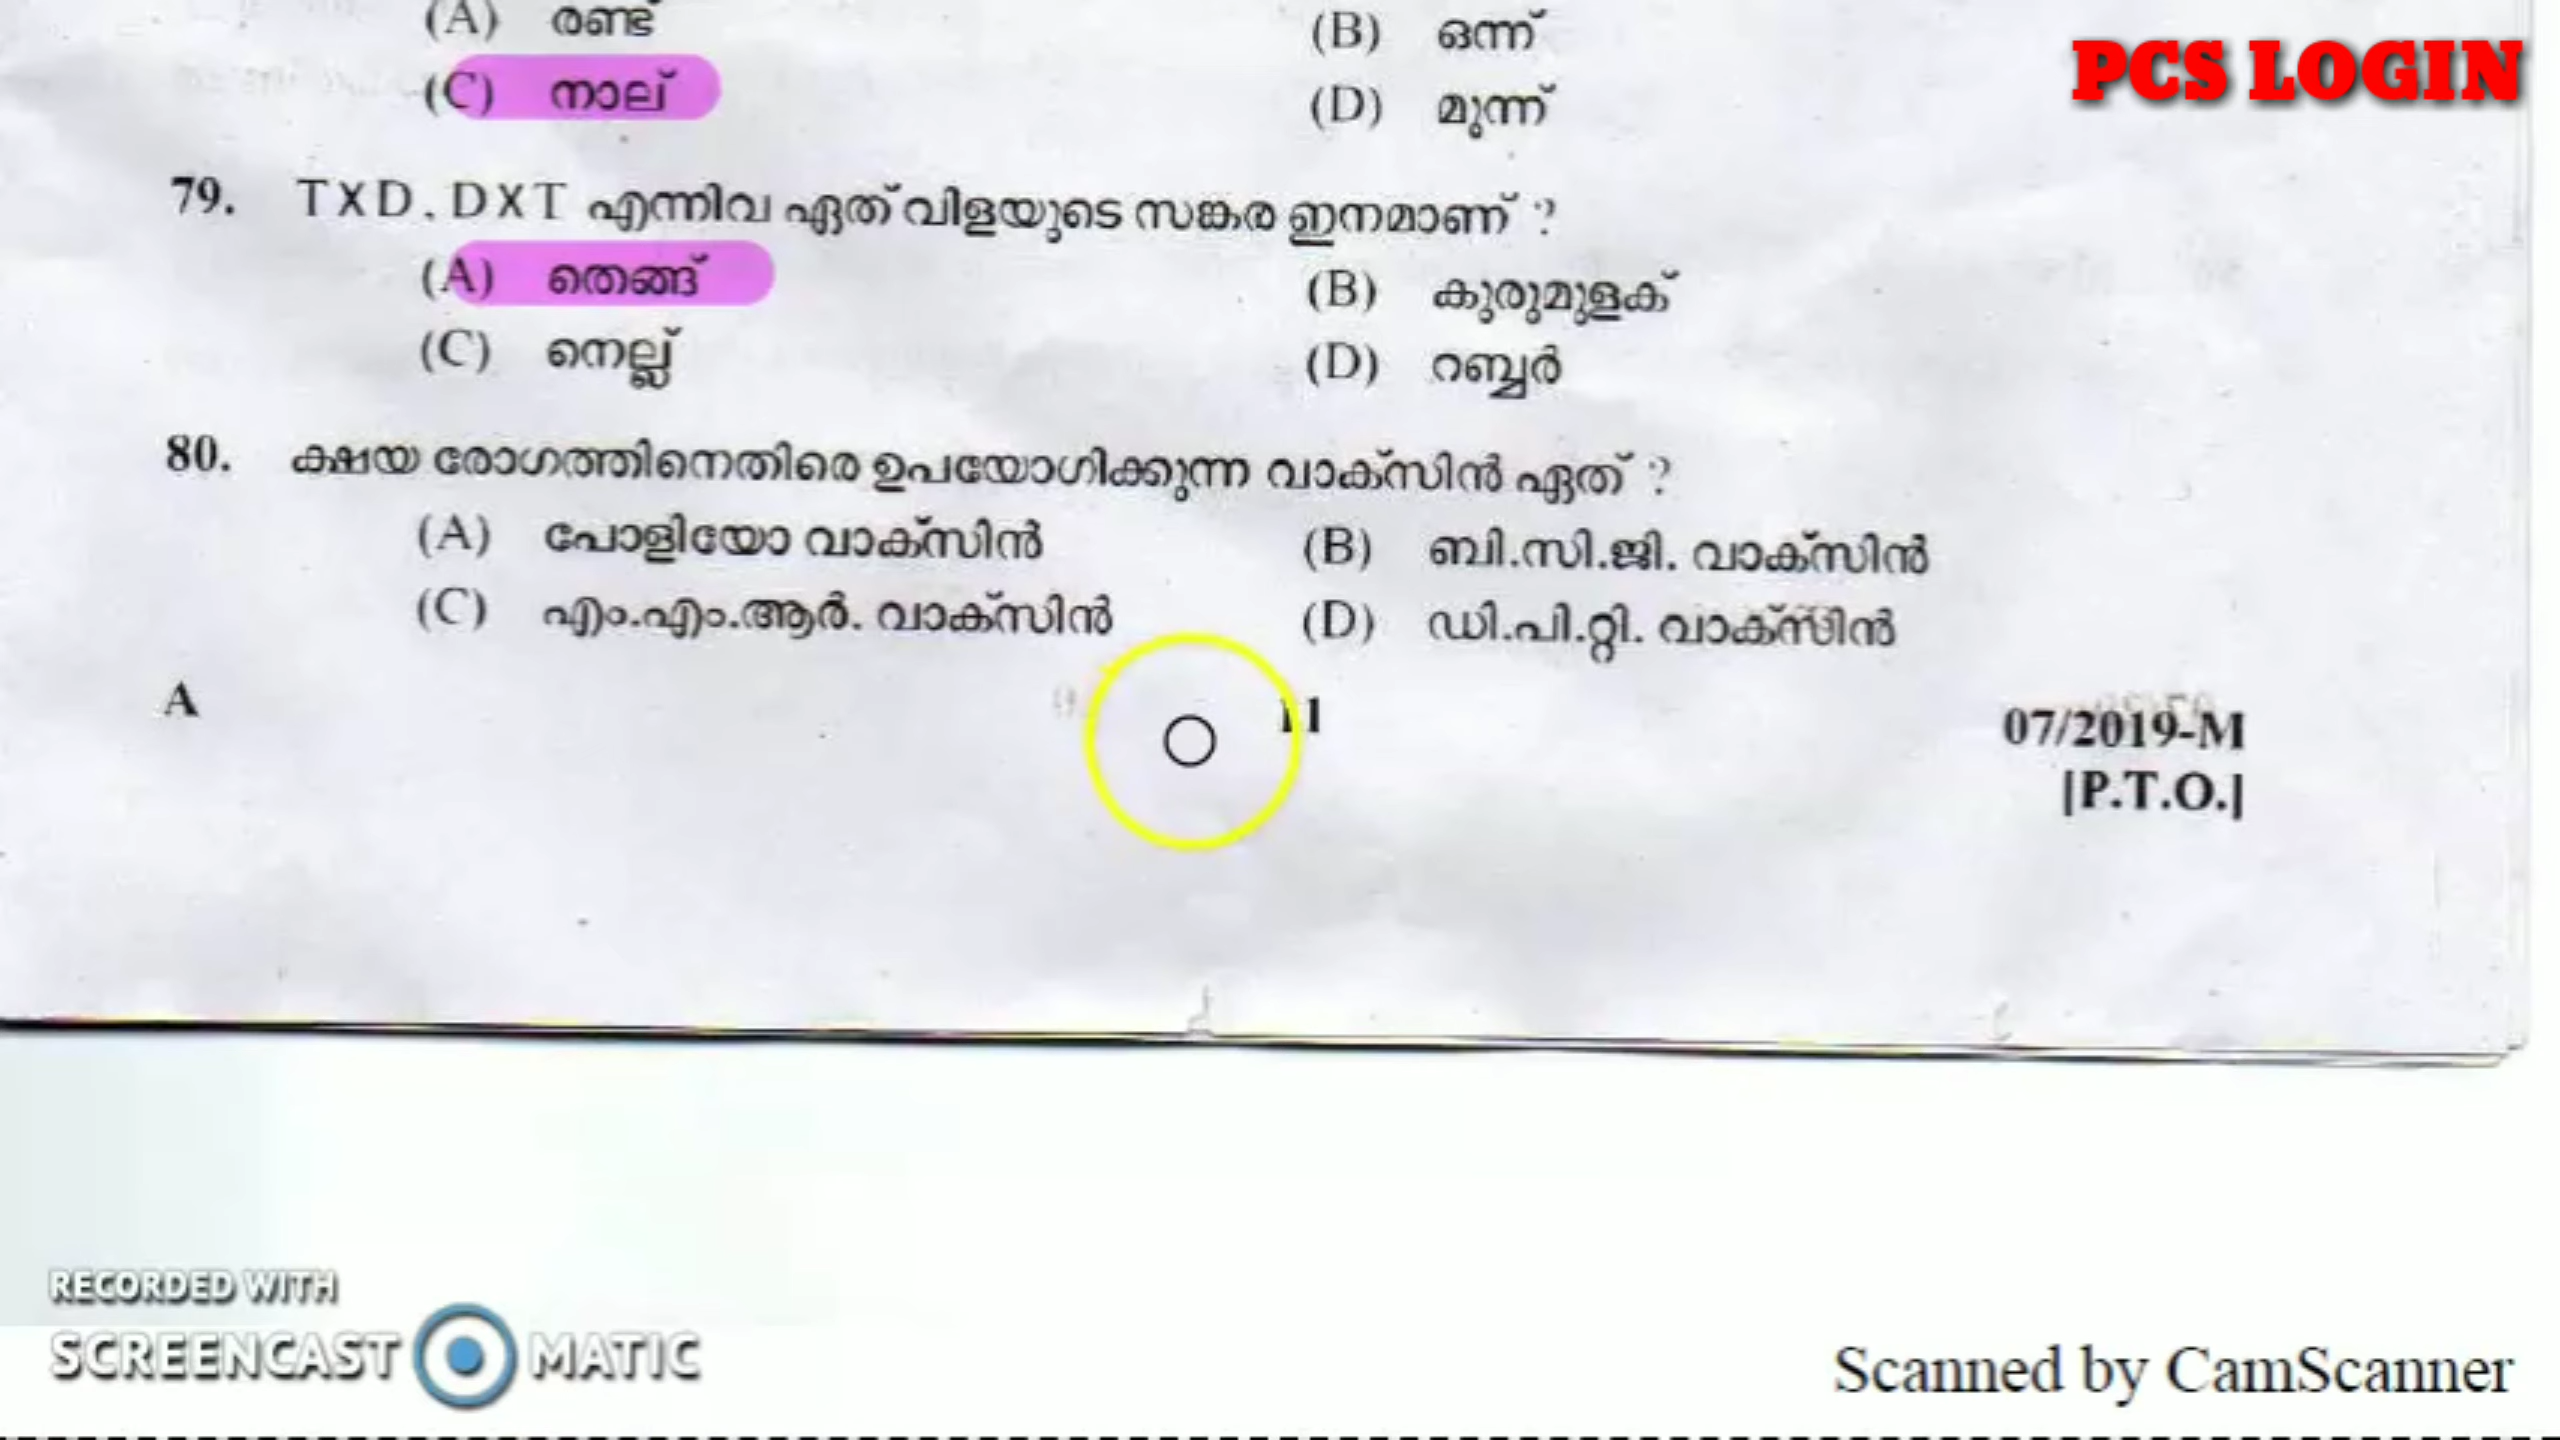 (A) രണ്ട് (B) ഒന്ന്
PCS LOGIN
(C) നാല് (D) മൂന്ന്
79. TXD, DXT എന്നിവ ഏത് വിളയുടെ സങ്കര ഇനമാണ് ?
(A) തെങ്ങ് (B) കുരുമുളക്
(C) നെല്ല് (D) റബ്ബർ
80. ക്ഷയ രോഗത്തിനെതിരെ ഉപയോഗിക്കുന്ന വാക്സിൻ ഏത് ?
(A) പോളിയോ വാക്സിൻ (B) ബി.സി.ജി. വാക്സിൻ
(C) എം.എം.ആർ. വാക്സിൻ (D) ഡി.പി.റ്റി. വാക്സിൻ
A 11 07/2019-M
[P.T.O.]
RECORDED WITH
SCREENCAST MATIC
Scanned by CamScanner